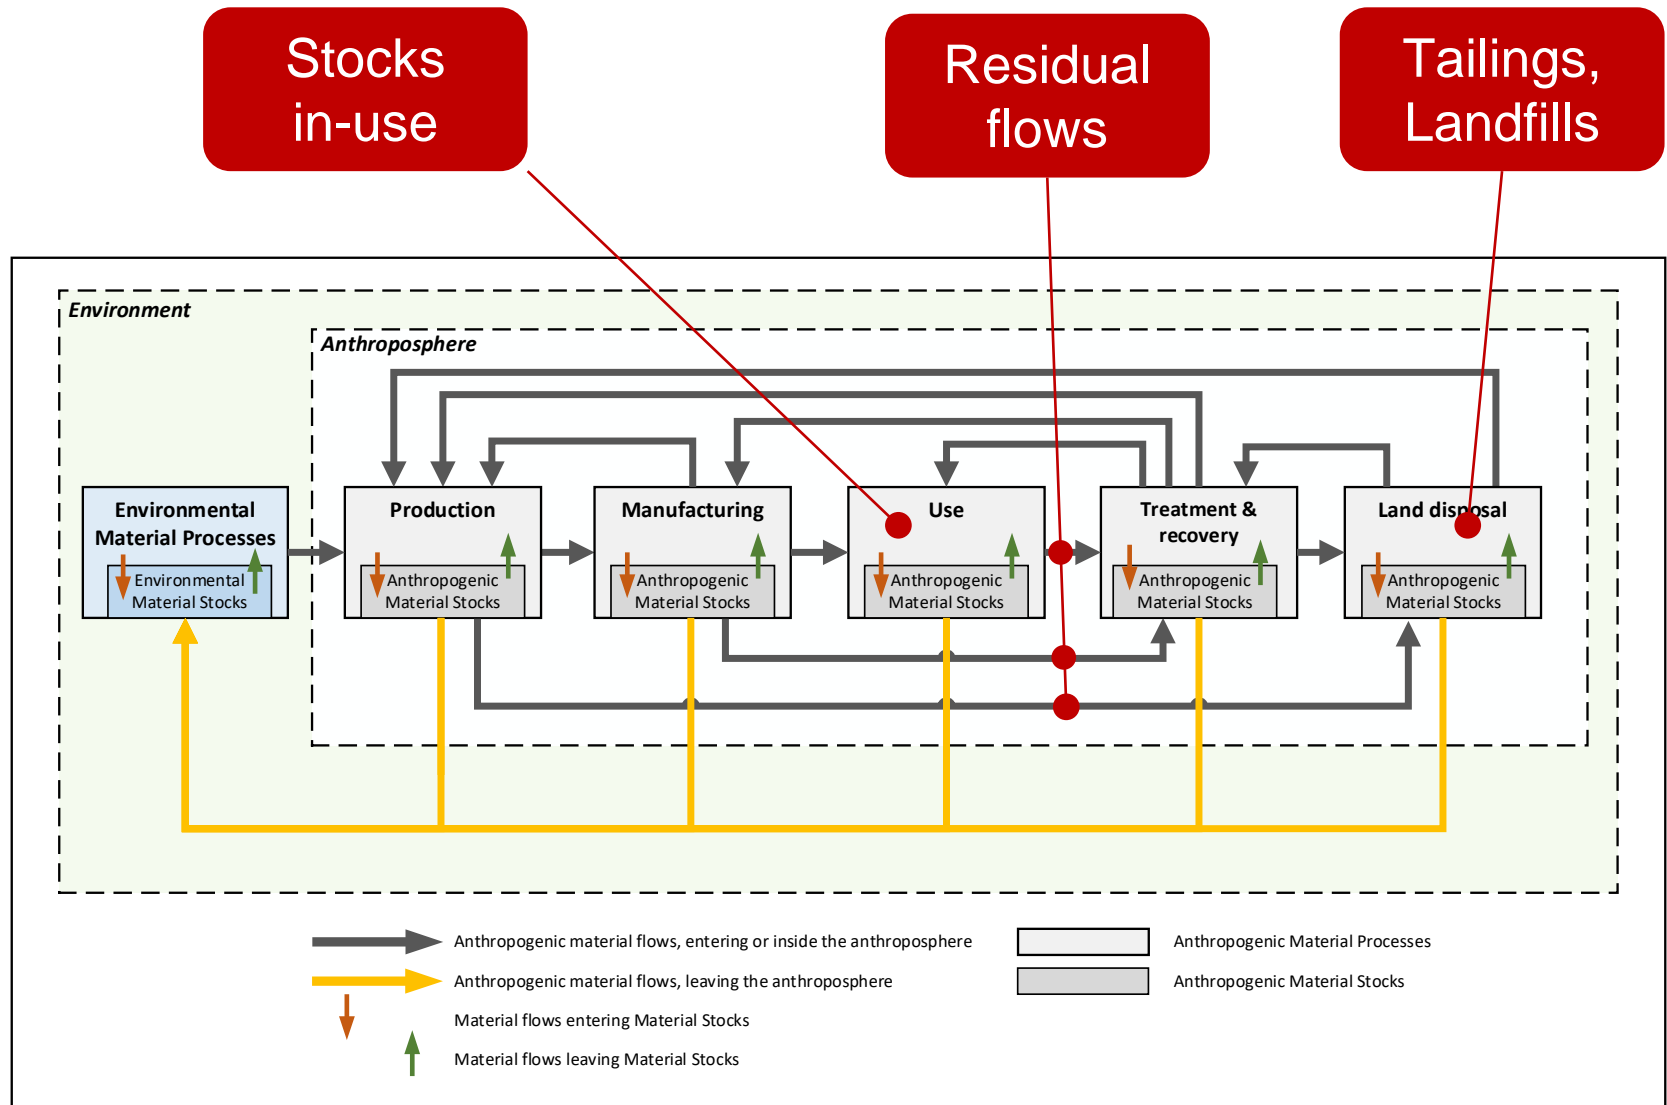 Stocks
in-use
Residual
flows
Tailings,
Landfills
Environment
Anthroposphere
Environmental
Material Processes
Environmental
Material Stocks
Production
Anthropogenic
Material Stocks
Manufacturing
Anthropogenic
Material Stocks
Use
Anthropogenic
Material Stocks
Treatment &
recovery
Anthropogenic
Material Stocks
Land disposal
Anthropogenic
Material Stocks
Anthropogenic material flows, entering or inside the anthroposphere
Anthropogenic material flows, leaving the anthroposphere
Material flows entering Material Stocks
Material flows leaving Material Stocks
Anthropogenic Material Processes
Anthropogenic Material Stocks